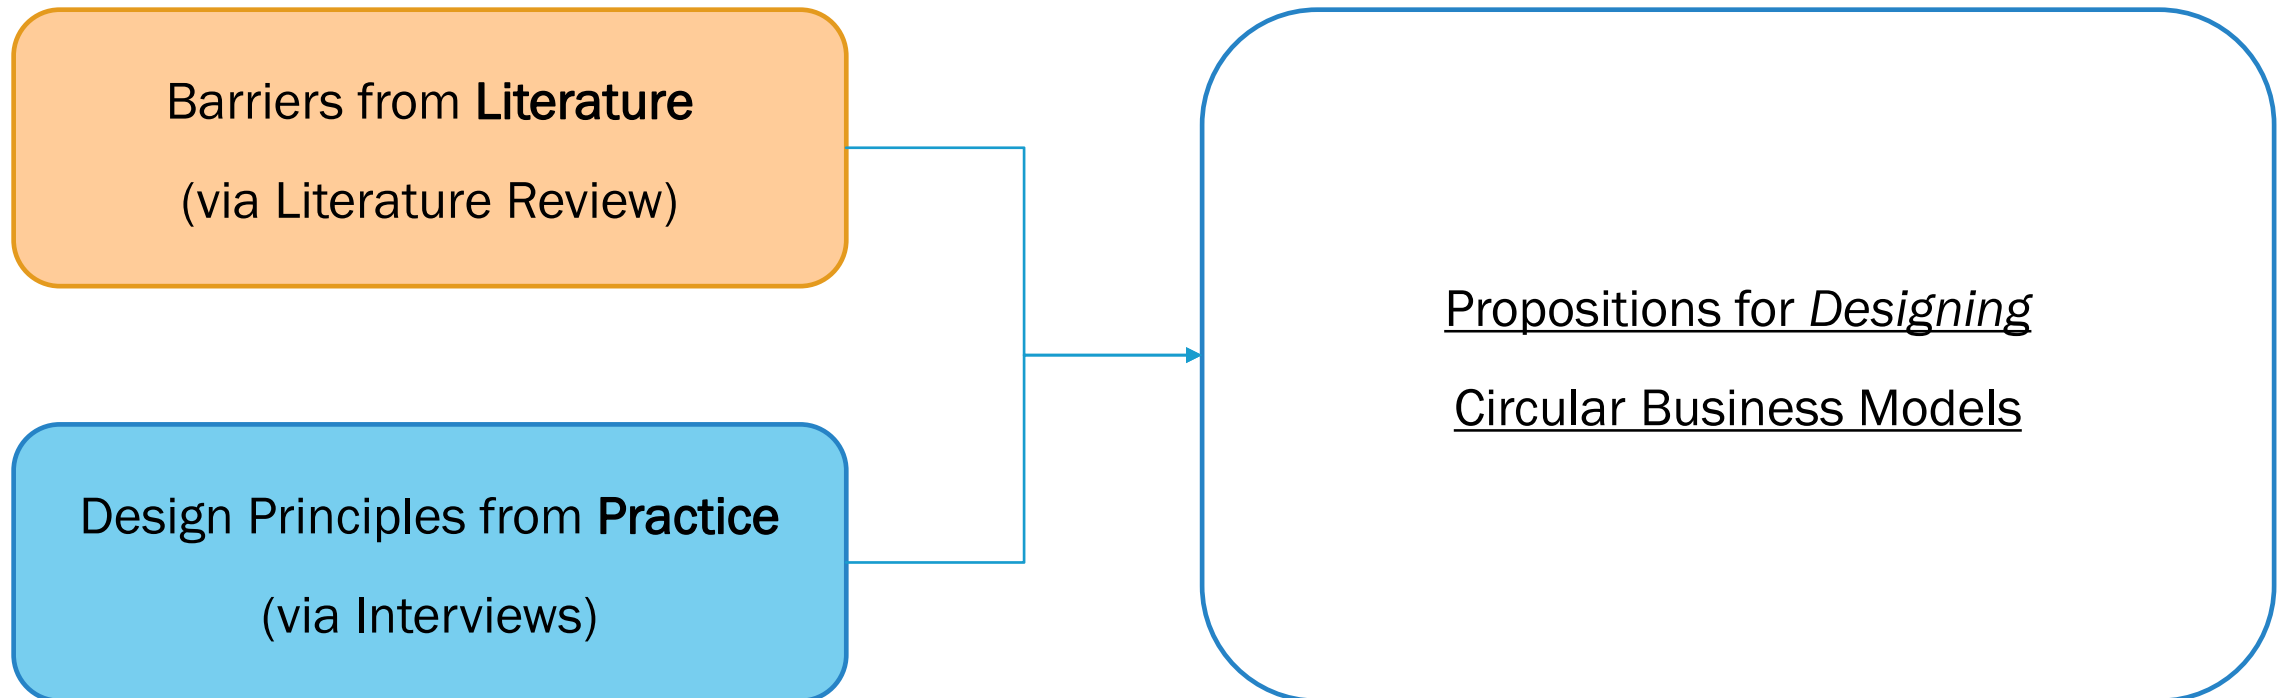 Barriers from Literature
(via Literature Review)
Design Principles from Practice
(via Interviews)
Propositions for Designing
Circular Business Models